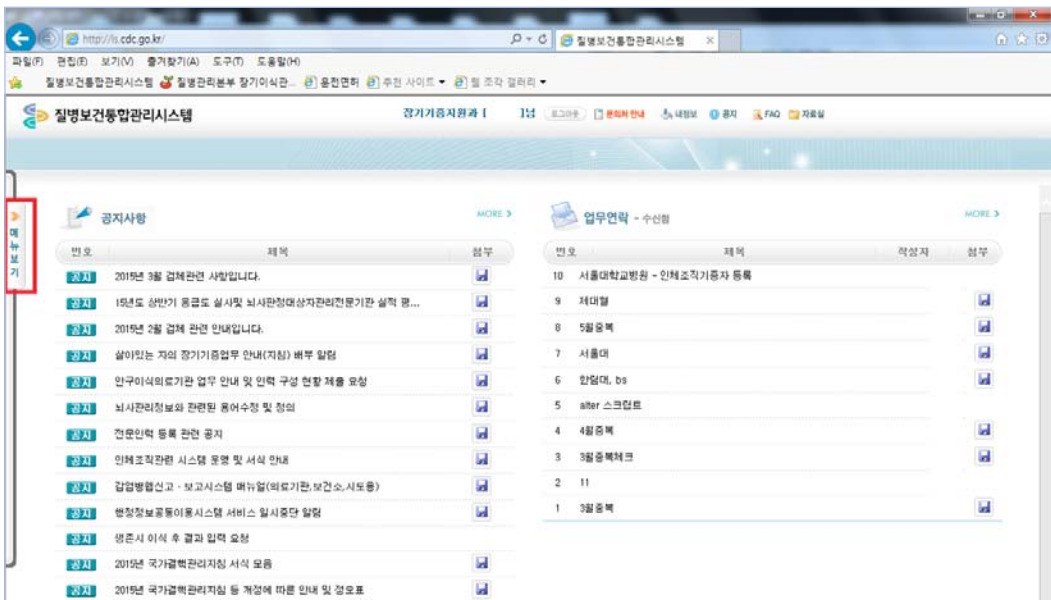 http://is.cdc.go.kr/
질병보건통합관리시스템
파일(F) 편집(E) 보기(V) 즐겨찾기(A) 도구(T) 도움말(H)
질병보건통합관리시스템 질병관리본부 장기이식관... 운전면허 추천 사이트 웹 조각 갤러리
질병보건통합관리시스템 장기기증지원과 [ ]님 로그아웃 문의처 안내 내정보 공지 FAQ 자료실
메뉴보기
공지사항 MORE
번호 제목 첨부
공지 2015년 3월 검체관련 사항입니다.
공지 15년도 상반기 응급도 실사및 뇌사판정대상자관리전문기관 실적 평...
공지 2015년 2월 검체 관련 안내입니다.
공지 살아있는 자의 장기기증업무 안내(지침) 배부 알림
공지 안구이식의료기관 업무 안내 및 인력 구성 현황 제출 요청
공지 뇌사관리정보와 관련된 용어수정 및 정의
공지 전문인력 등록 관련 공지
공지 인체조직관련 시스템 운영 및 서식 안내
공지 감염병웹신고·보고시스템 매뉴얼(의료기관,보건소,시도용)
공지 행정정보공동이용시스템 서비스 일시중단 알림
공지 생존시 이식 후 결과 입력 요청
공지 2015년 국가결핵관리지침 서식 모음
공지 2015년 국가결핵관리지침 등 개정에 따른 안내 및 정오표
업무연락 - 수신함 MORE
번호 제목 작성자 첨부
10 서울대학교병원 - 인체조직기증자 등록
9 제대혈
8 5월중복
7 서울대
6 한림대, bs
5 alter 스크립트
4 4월중복
3 3월중복체크
2 11
1 3월중복